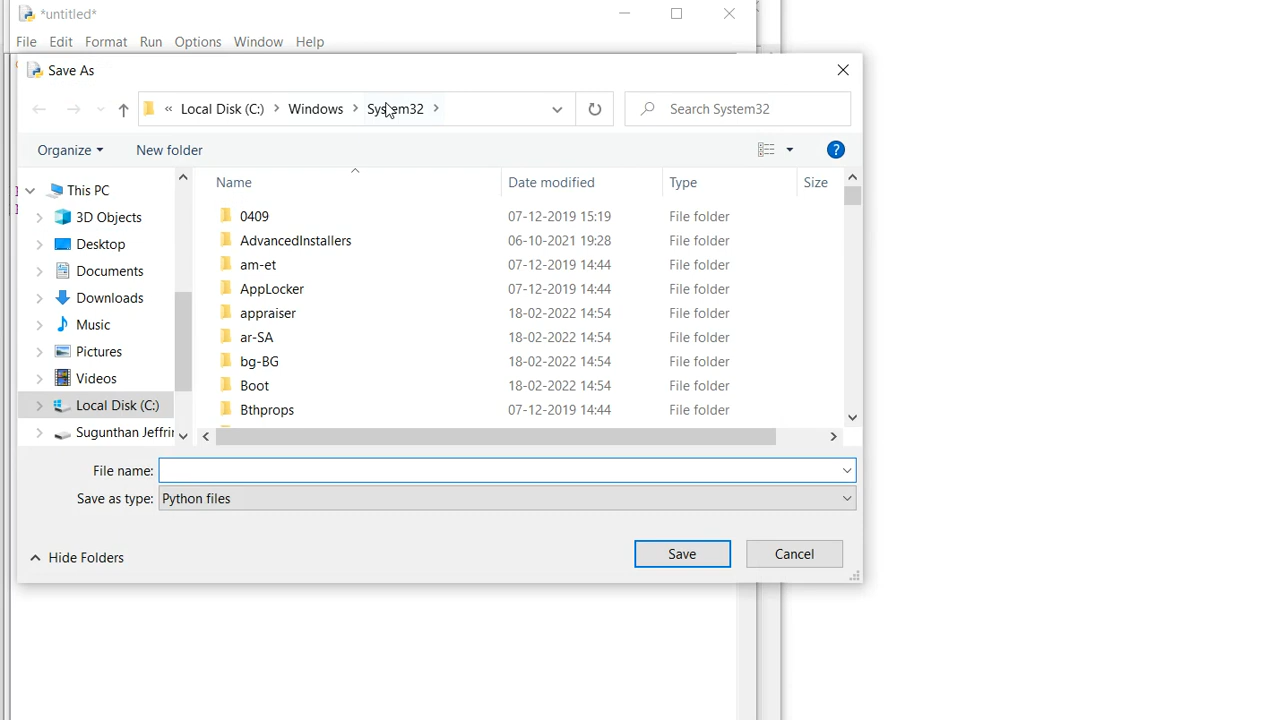 *untitled*
File Edit Format Run Options Window Help
Save As
« Local Disk (C:) > Windows > System32 >
Search System32
Organize
New folder
Name Date modified Type Size
This PC
3D Objects
Desktop
Documents
Downloads
Music
Pictures
Videos
Local Disk (C:)
Sugunthan Jeffrin
0409 07-12-2019 15:19 File folder
AdvancedInstallers 06-10-2021 19:28 File folder
am-et 07-12-2019 14:44 File folder
AppLocker 07-12-2019 14:44 File folder
appraiser 18-02-2022 14:54 File folder
ar-SA 18-02-2022 14:54 File folder
bg-BG 18-02-2022 14:54 File folder
Boot 18-02-2022 14:54 File folder
Bthprops 07-12-2019 14:44 File folder
File name:
Save as type: Python files
Hide Folders
Save
Cancel